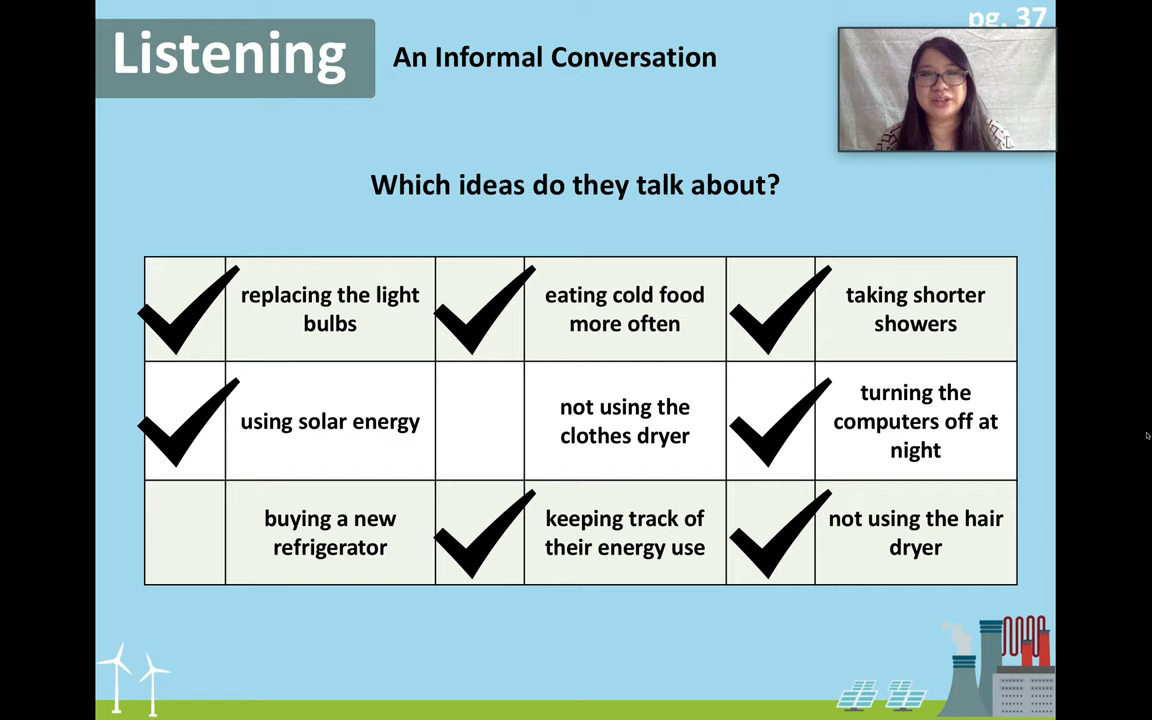 pg. 37
Listening
An Informal Conversation
Which ideas do they talk about?
replacing the light
bulbs
eating cold food
more often
taking shorter
showers
using solar energy
not using the
clothes dryer
turning the
computers off at
night
buying a new
refrigerator
keeping track of
their energy use
not using the hair
dryer